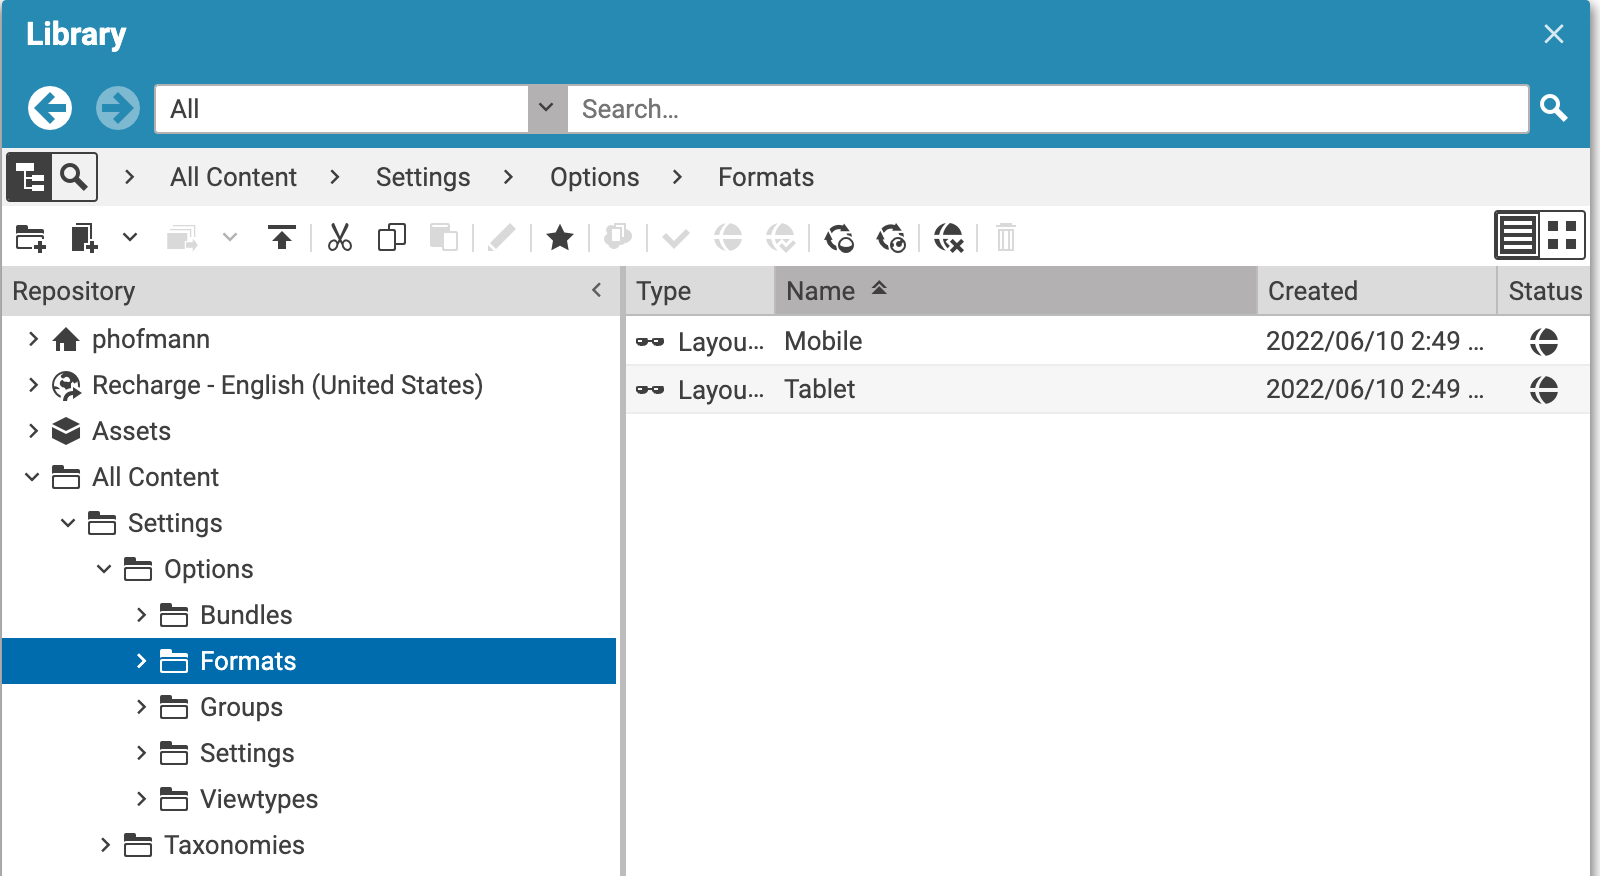 Library
All Search...
All Content Settings Options Formats
Repository
phofmann
Recharge - English (United States)
Assets
All Content
Settings
Options
Bundles
Formats
Groups
Settings
Viewtypes
Taxonomies
Type Name Created Status
Layou... Mobile 2022/06/10 2:49 ...
Layou... Tablet 2022/06/10 2:49 ...